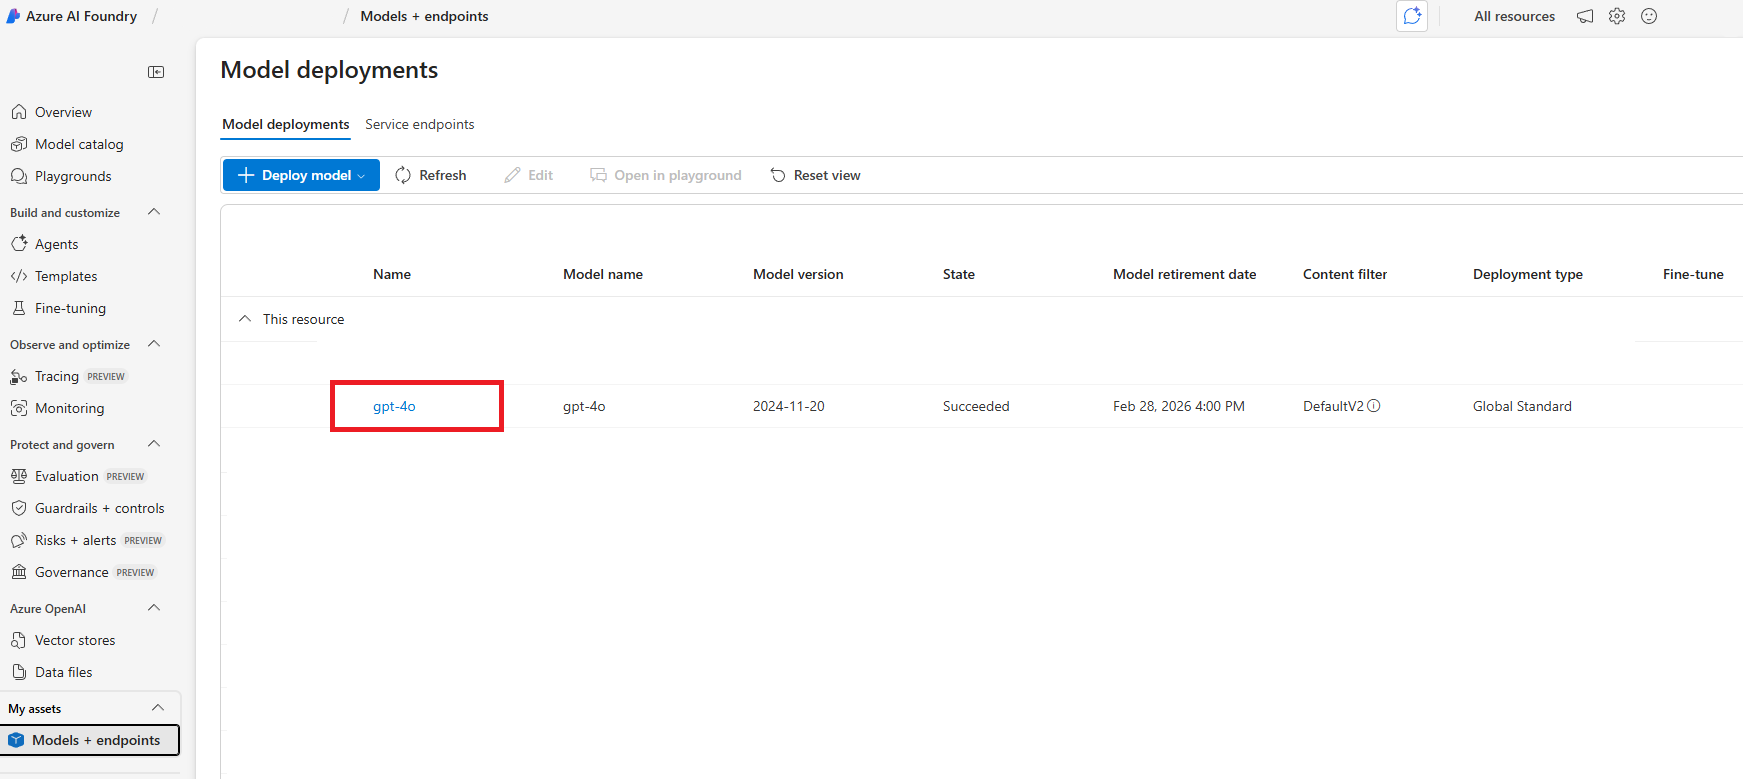 Azure AI Foundry / / Models + endpoints All resources
Model deployments
Overview
Model catalog
Playgrounds
Build and customize
Agents
Templates
Fine-tuning
Observe and optimize
Tracing PREVIEW
Monitoring
Protect and govern
Evaluation PREVIEW
Guardrails + controls
Risks + alerts PREVIEW
Governance PREVIEW
Azure OpenAI
Vector stores
Data files
My assets
Models + endpoints
Model deployments Service endpoints
Deploy model Refresh Edit Open in playground Reset view
Name Model name Model version State Model retirement date Content filter Deployment type Fine-tune
This resource
gpt-4o gpt-4o 2024-11-20 Succeeded Feb 28, 2026 4:00 PM DefaultV2 Global Standard